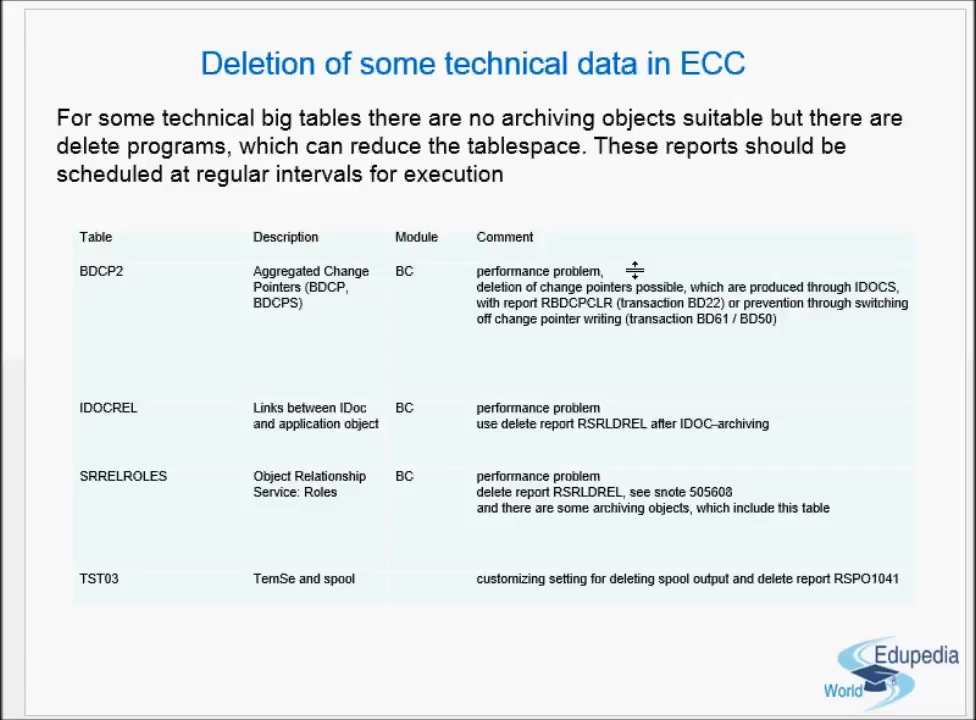 Deletion of some technical data in ECC
For some technical big tables there are no archiving objects suitable but there are
delete programs, which can reduce the tablespace. These reports should be
scheduled at regular intervals for execution
Table Description Module Comment
BDCP2 Aggregated Change BC performance problem,
Pointers (BDCP, deletion of change pointers possible, which are produced through IDOCS,
BDCPS) with report RBDCPCLR (transaction BD22) or prevention through switching
off change pointer writing (transaction BD61 / BD50)
IDOCREL Links between IDoc BC performance problem
and application object use delete report RSRLDREL after IDOC–archiving
SRRELROLES Object Relationship BC performance problem
Service: Roles delete report RSRLDREL, see snote 505608
and there are some archiving objects, which include this table
TST03 TemSe and spool customizing setting for deleting spool output and delete report RSPO1041
Edupedia
World